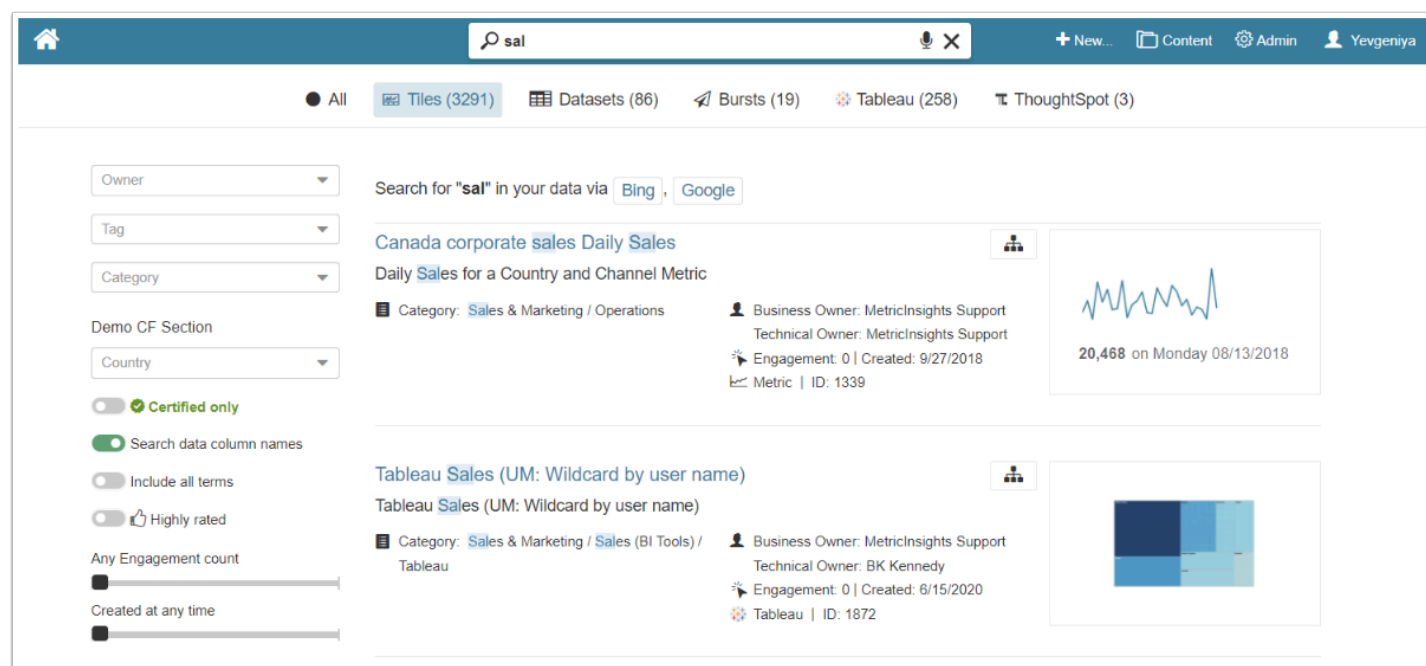 sal
New... Content Admin Yevgeniya
All Tiles (3291) Datasets (86) Bursts (19) Tableau (258) ThoughtSpot (3)
Owner
Tag
Category
Demo CF Section
Country
Certified only
Search data column names
Include all terms
Highly rated
Any Engagement count
Created at any time
Search for "sal" in your data via Bing, Google
Canada corporate sales Daily Sales
Daily Sales for a Country and Channel Metric
Category: Sales & Marketing / Operations
Business Owner: MetricInsights Support
Technical Owner: MetricInsights Support
Engagement: 0 | Created: 9/27/2018
Metric | ID: 1339
20,468 on Monday 08/13/2018
Tableau Sales (UM: Wildcard by user name)
Tableau Sales (UM: Wildcard by user name)
Category: Sales & Marketing / Sales (BI Tools) /
Tableau
Business Owner: MetricInsights Support
Technical Owner: BK Kennedy
Engagement: 0 | Created: 6/15/2020
Tableau | ID: 1872